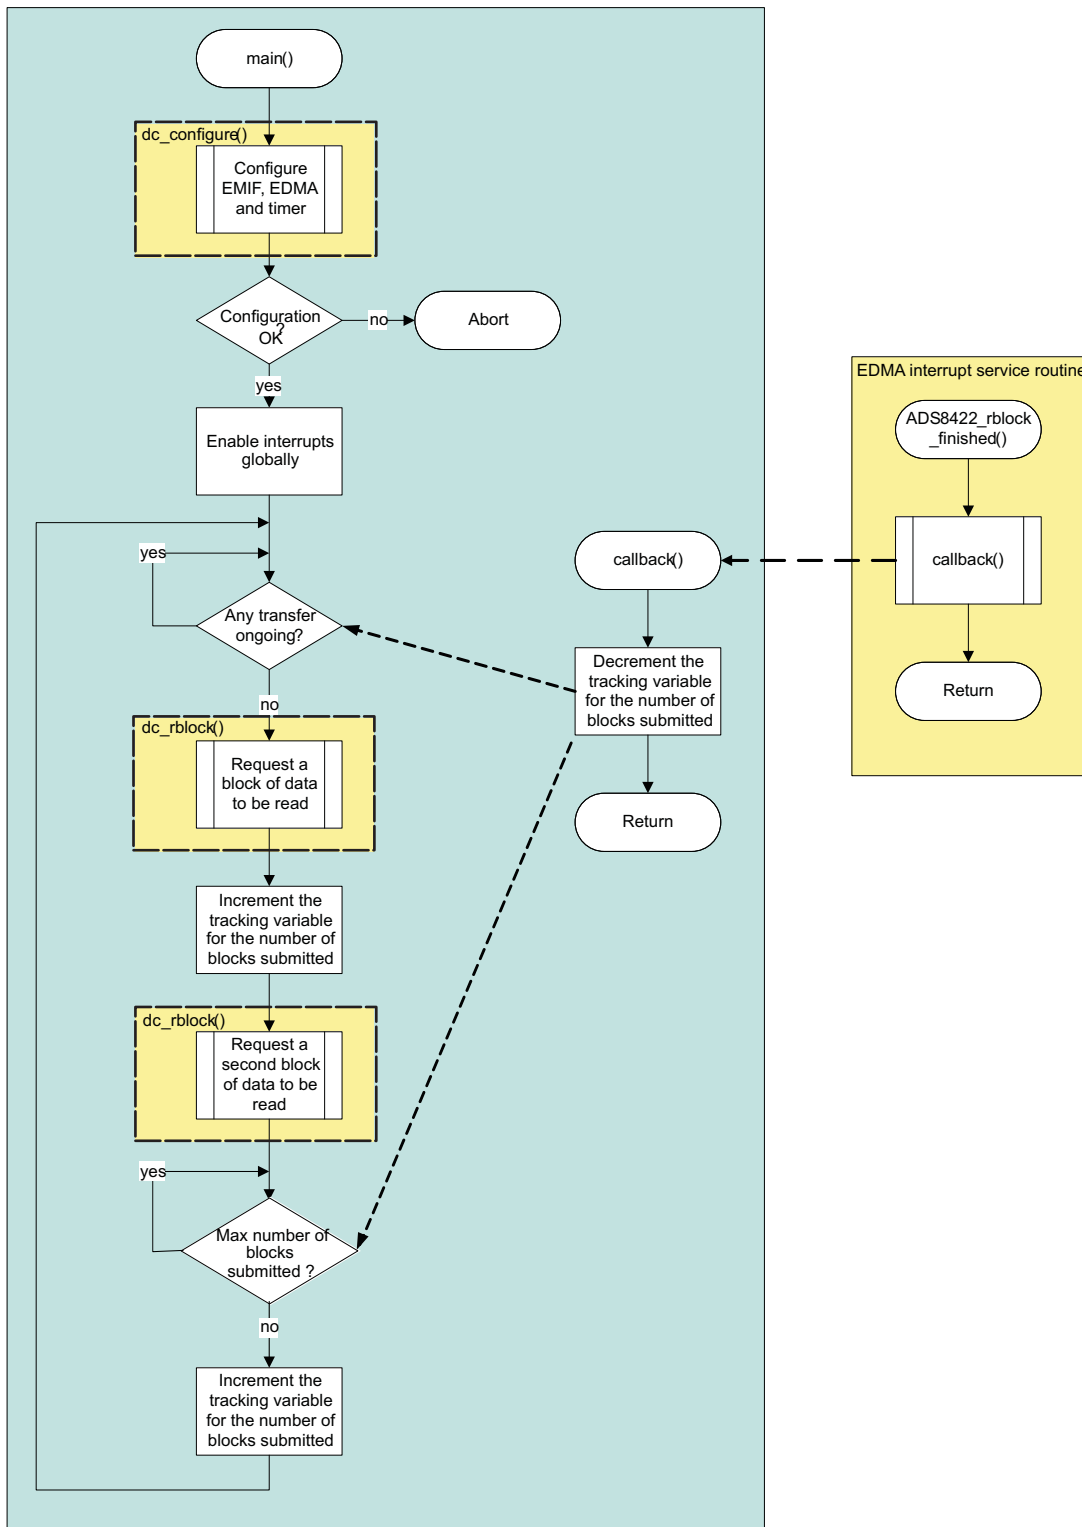 main()
dc_configure()
Configure
EMIF, EDMA
and timer
Configuration
OK?
no
Abort
yes
Enable interrupts
globally
yes
Any transfer
ongoing?
no
dc_rblock()
Request a
block of data
to be read
Increment the
tracking variable
for the number of
blocks submitted
dc_rblock()
Request a
second block
of data to be
read
yes
Max number of
blocks
submitted ?
no
Increment the
tracking variable
for the number of
blocks submitted
callback()
Decrement the
tracking variable
for the number of
blocks submitted
Return
EDMA interrupt service routine
ADS8422_rblock
_finished()
callback()
Return